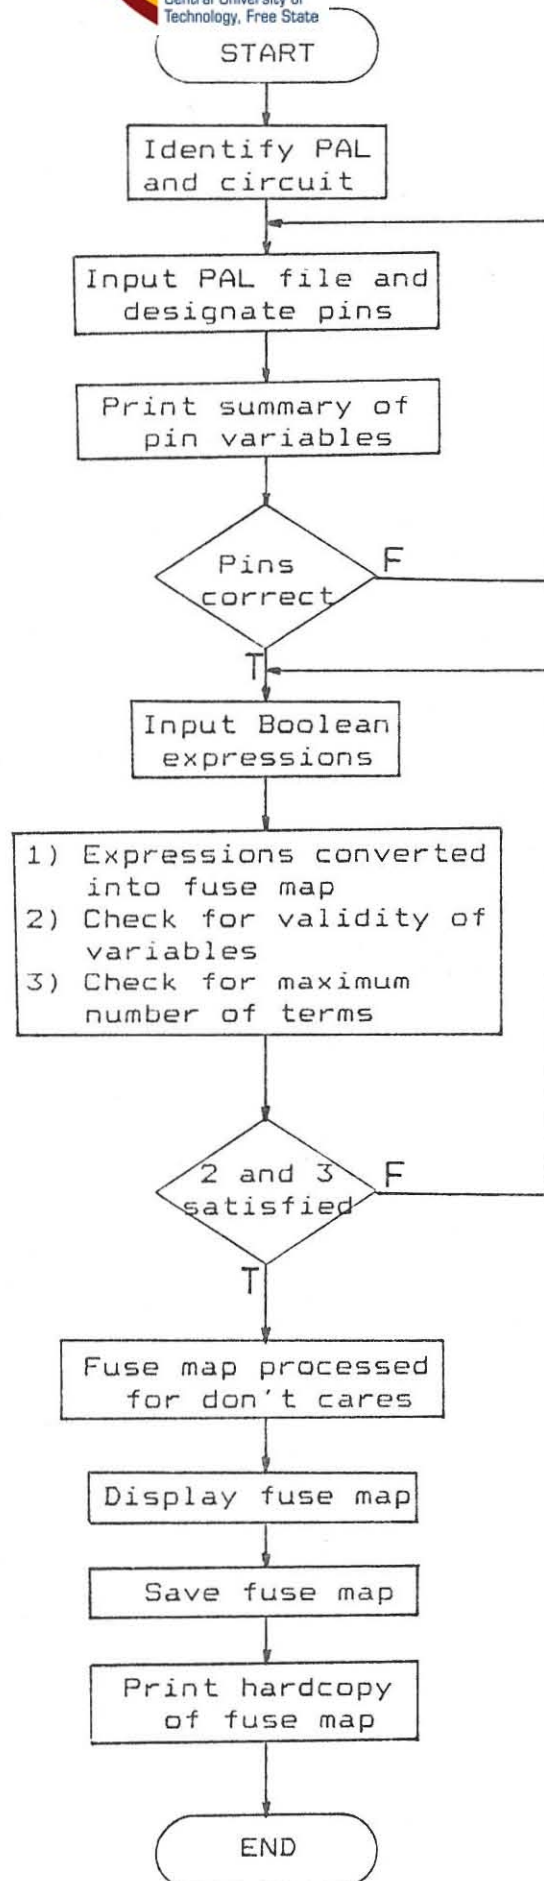 Central University of
Technology, Free State
START
Identify PAL
and circuit
Input PAL file and
designate pins
Print summary of
pin variables
Pins
correct
F
T
Input Boolean
expressions
1) Expressions converted
into fuse map
2) Check for validity of
variables
3) Check for maximum
number of terms
2 and 3
satisfied
F
T
Fuse map processed
for don't cares
Display fuse map
Save fuse map
Print hardcopy
of fuse map
END